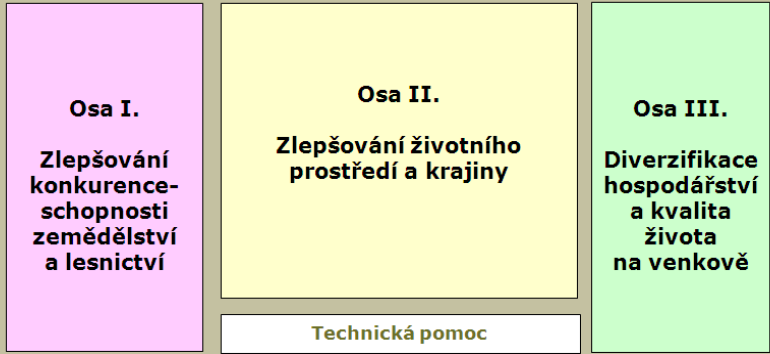 Osa I.
Zlepšování
konkurence-
schopnosti
zemědělství
a lesnictví
Osa II.
Zlepšování životního
prostředí a krajiny
Osa III.
Diverzifikace
hospodářství
a kvalita
života
na venkově
Technická pomoc